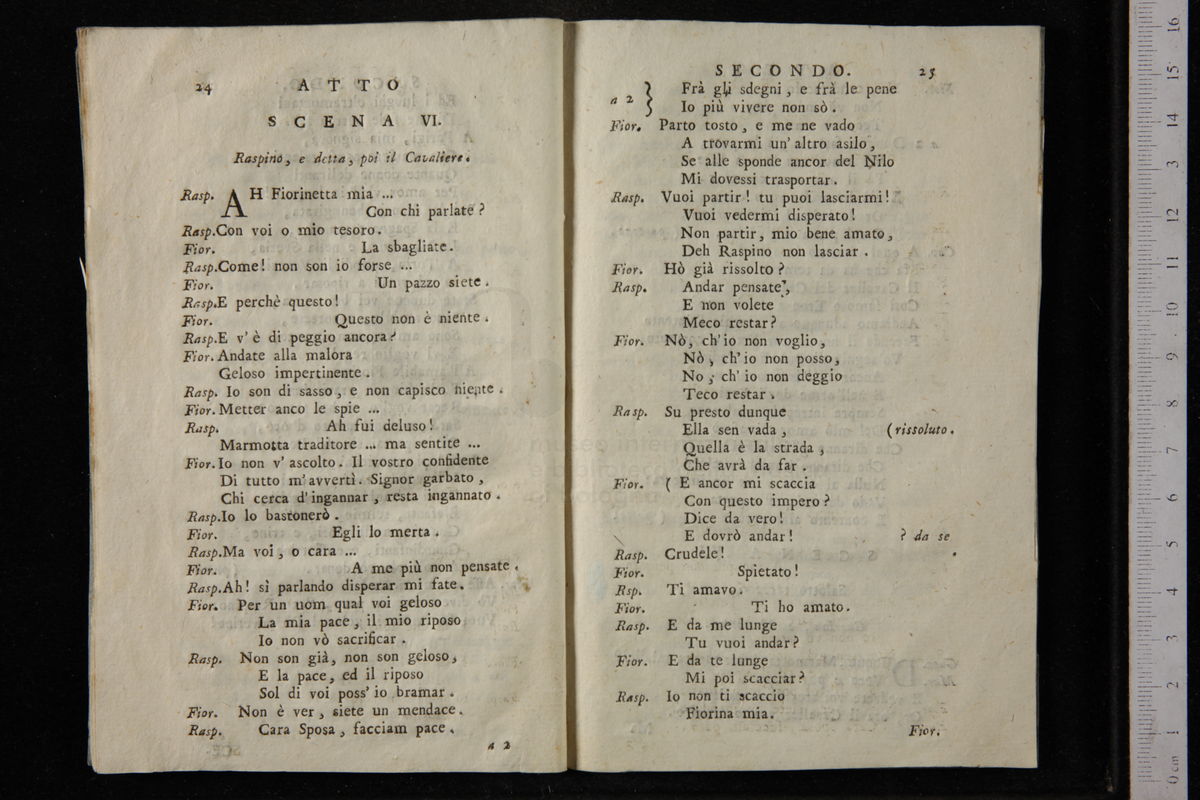 24 ATTO
SCENA VI.
Raspino, e detta, poi il Cavaliere.
Rasp. AH Fiorinetta mia ...
Con chi parlate?
Rasp.Con voi o mio tesoro.
Fior. La sbagliate.
Rasp.Come! non son io forse ...
Fior. Un pazzo siete.
Rasp.E perchè questo!
Fior. Questo non è niente.
Rasp.E v' è di peggio ancora?
Fior. Andate alla malora
Geloso impertinente.
Rasp. Io son di sasso, e non capisco niente.
Fior. Metter anco le spie ...
Rasp. Ah fui deluso!
Marmotta traditore ... ma sentite ...
Fior. Io non v' ascolto. Il vostro confidente
Di tutto m' avvertì. Signor garbato,
Chi cerca d' ingannar, resta ingannato.
Rasp.Io lo bastonerò.
Fior. Egli lo merta.
Rasp.Ma voi, o cara ...
Fior. A me più non pensate.
Rasp.Ah! sì parlando disperar mi fate.
Fior. Per un uom qual voi geloso
La mia pace, il mio riposo
Io non vò sacrificar.
Rasp. Non son già, non son geloso,
E la pace, ed il riposo
Sol di voi poss' io bramar.
Fior. Non è ver, siete un mendace.
Rasp. Cara Sposa, facciam pace.
a 2
SECONDO. 25
a 2 } Frà gli sdegni, e frà le pene
Io più vivere non sò.
Fior. Parto tosto, e me ne vado
A trovarmi un' altro asilo,
Se alle sponde ancor del Nilo
Mi dovessi trasportar.
Rasp. Vuoi partir! tu puoi lasciarmi!
Vuoi vedermi disperato!
Non partir, mio bene amato,
Deh Raspino non lasciar.
Fior. Hò già rissolto?
Rasp. Andar pensate,
E non volete
Meco restar?
Fior. Nò, ch' io non voglio,
Nò, ch' io non posso,
No, ch' io non deggio
Teco restar.
Rasp. Su presto dunque
Ella sen vada, (rissoluto.
Quella è la strada,
Che avrà da far.
Fior. ( E ancor mi scaccia
Con questo impero?
Dice da vero!
E dovrò andar! ? da se
Rasp. Crudele!
Fior. Spietato!
Rsp. Ti amavo.
Fior. Ti ho amato.
Rasp. E da me lunge
Tu vuoi andar?
Fior. E da te lunge
Mi poi scacciar?
Rasp. Io non ti scaccio
Fiorina mia.
Fior.